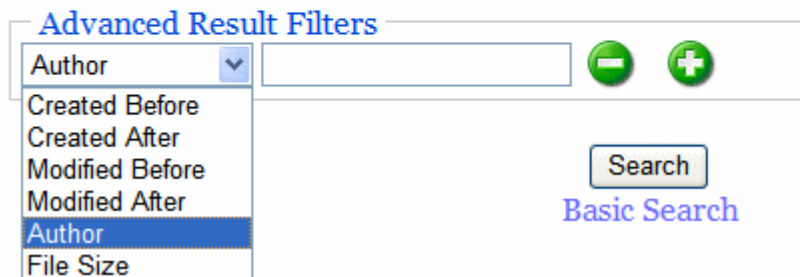 Advanced Result Filters
Author
Created Before
Created After
Modified Before
Modified After
Author
File Size
Search
Basic Search